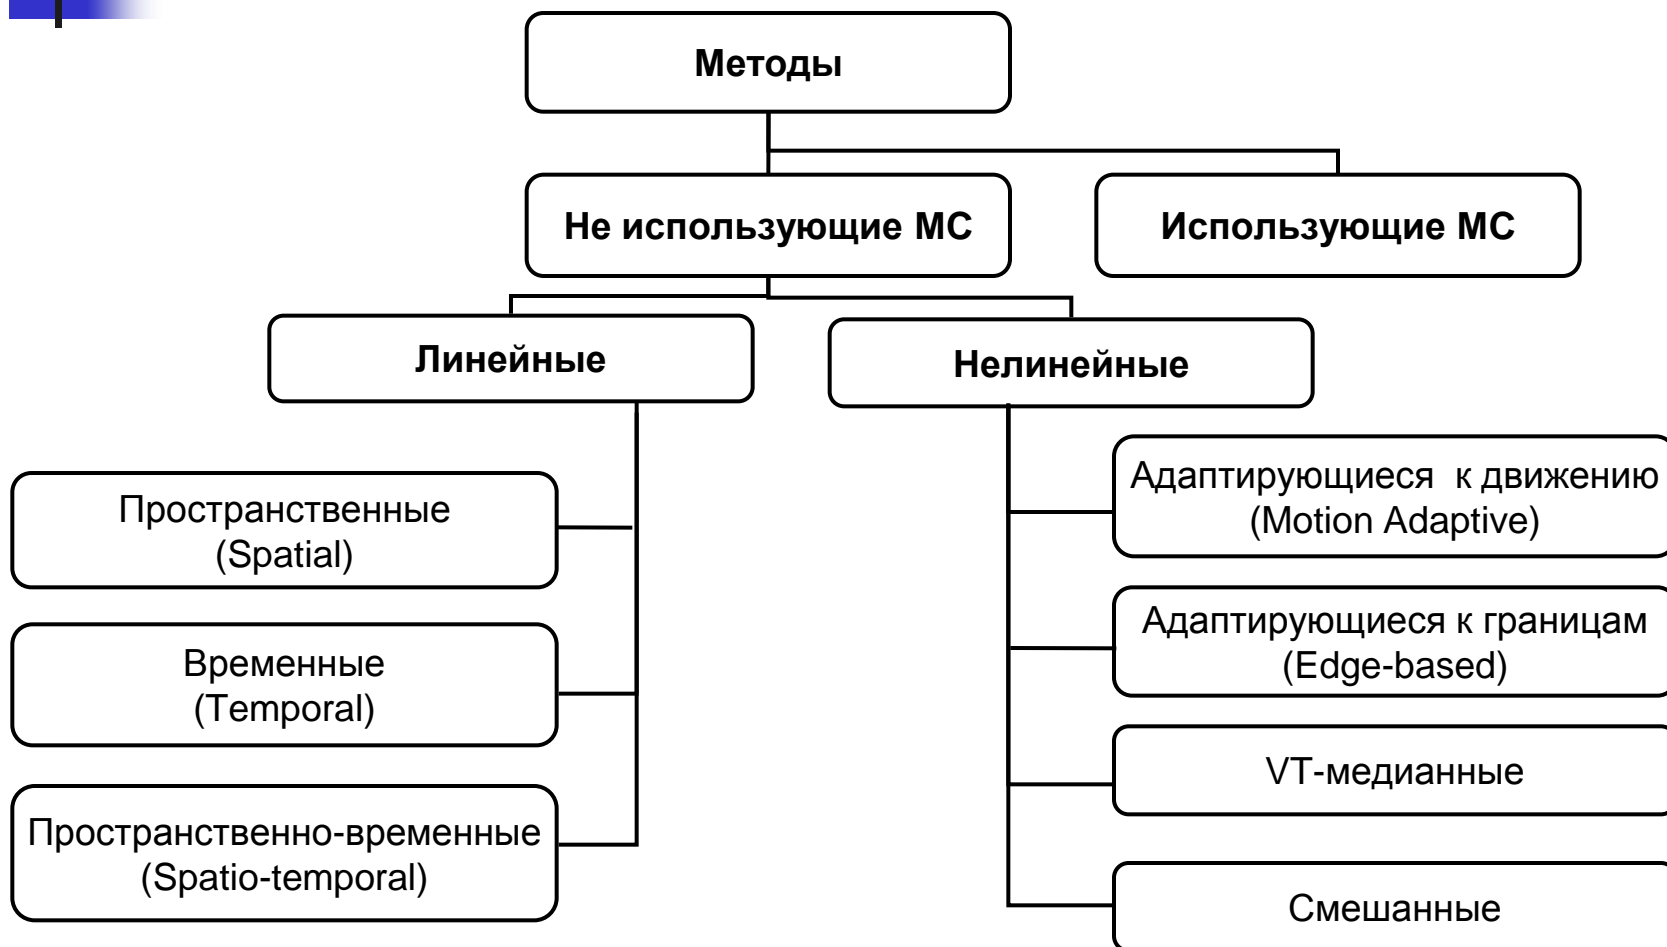 Методы
Не использующие МС
Использующие МС
Линейные
Нелинейные
Пространственные
(Spatial)
Временные
(Temporal)
Пространственно-временные
(Spatio-temporal)
Адаптирующиеся к движению
(Motion Adaptive)
Адаптирующиеся к границам
(Edge-based)
VT-медианные
Смешанные